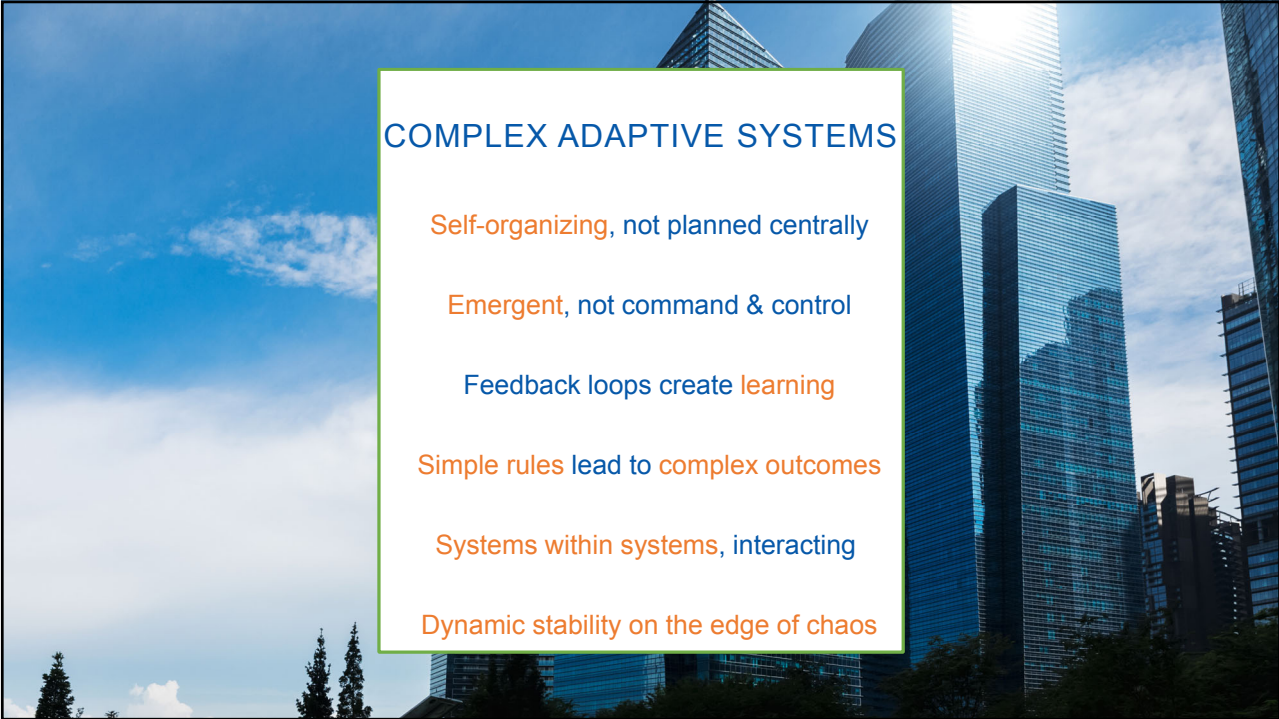 COMPLEX ADAPTIVE SYSTEMS
Self-organizing, not planned centrally
Emergent, not command & control
Feedback loops create learning
Simple rules lead to complex outcomes
Systems within systems, interacting
Dynamic stability on the edge of chaos